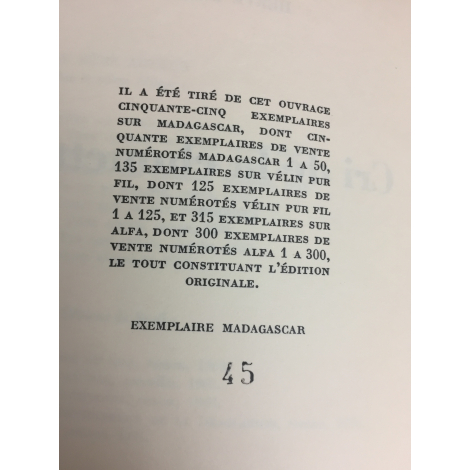 IL A ÉTÉ TIRÉ DE CET OUVRAGE
CINQUANTE-CINQ EXEMPLAIRES
SUR MADAGASCAR, DONT CIN-
QUANTE EXEMPLAIRES DE VENTE
NUMÉROTÉS MADAGASCAR 1 A 50,
135 EXEMPLAIRES SUR VÉLIN PUR
FIL, DONT 125 EXEMPLAIRES DE
VENTE NUMÉROTÉS VÉLIN PUR FIL
1 A 125, ET 315 EXEMPLAIRES SUR
ALFA, DONT 300 EXEMPLAIRES DE
VENTE NUMÉROTÉS ALFA 1 A 300,
LE TOUT CONSTITUANT L'ÉDITION
ORIGINALE.
EXEMPLAIRE MADAGASCAR
45